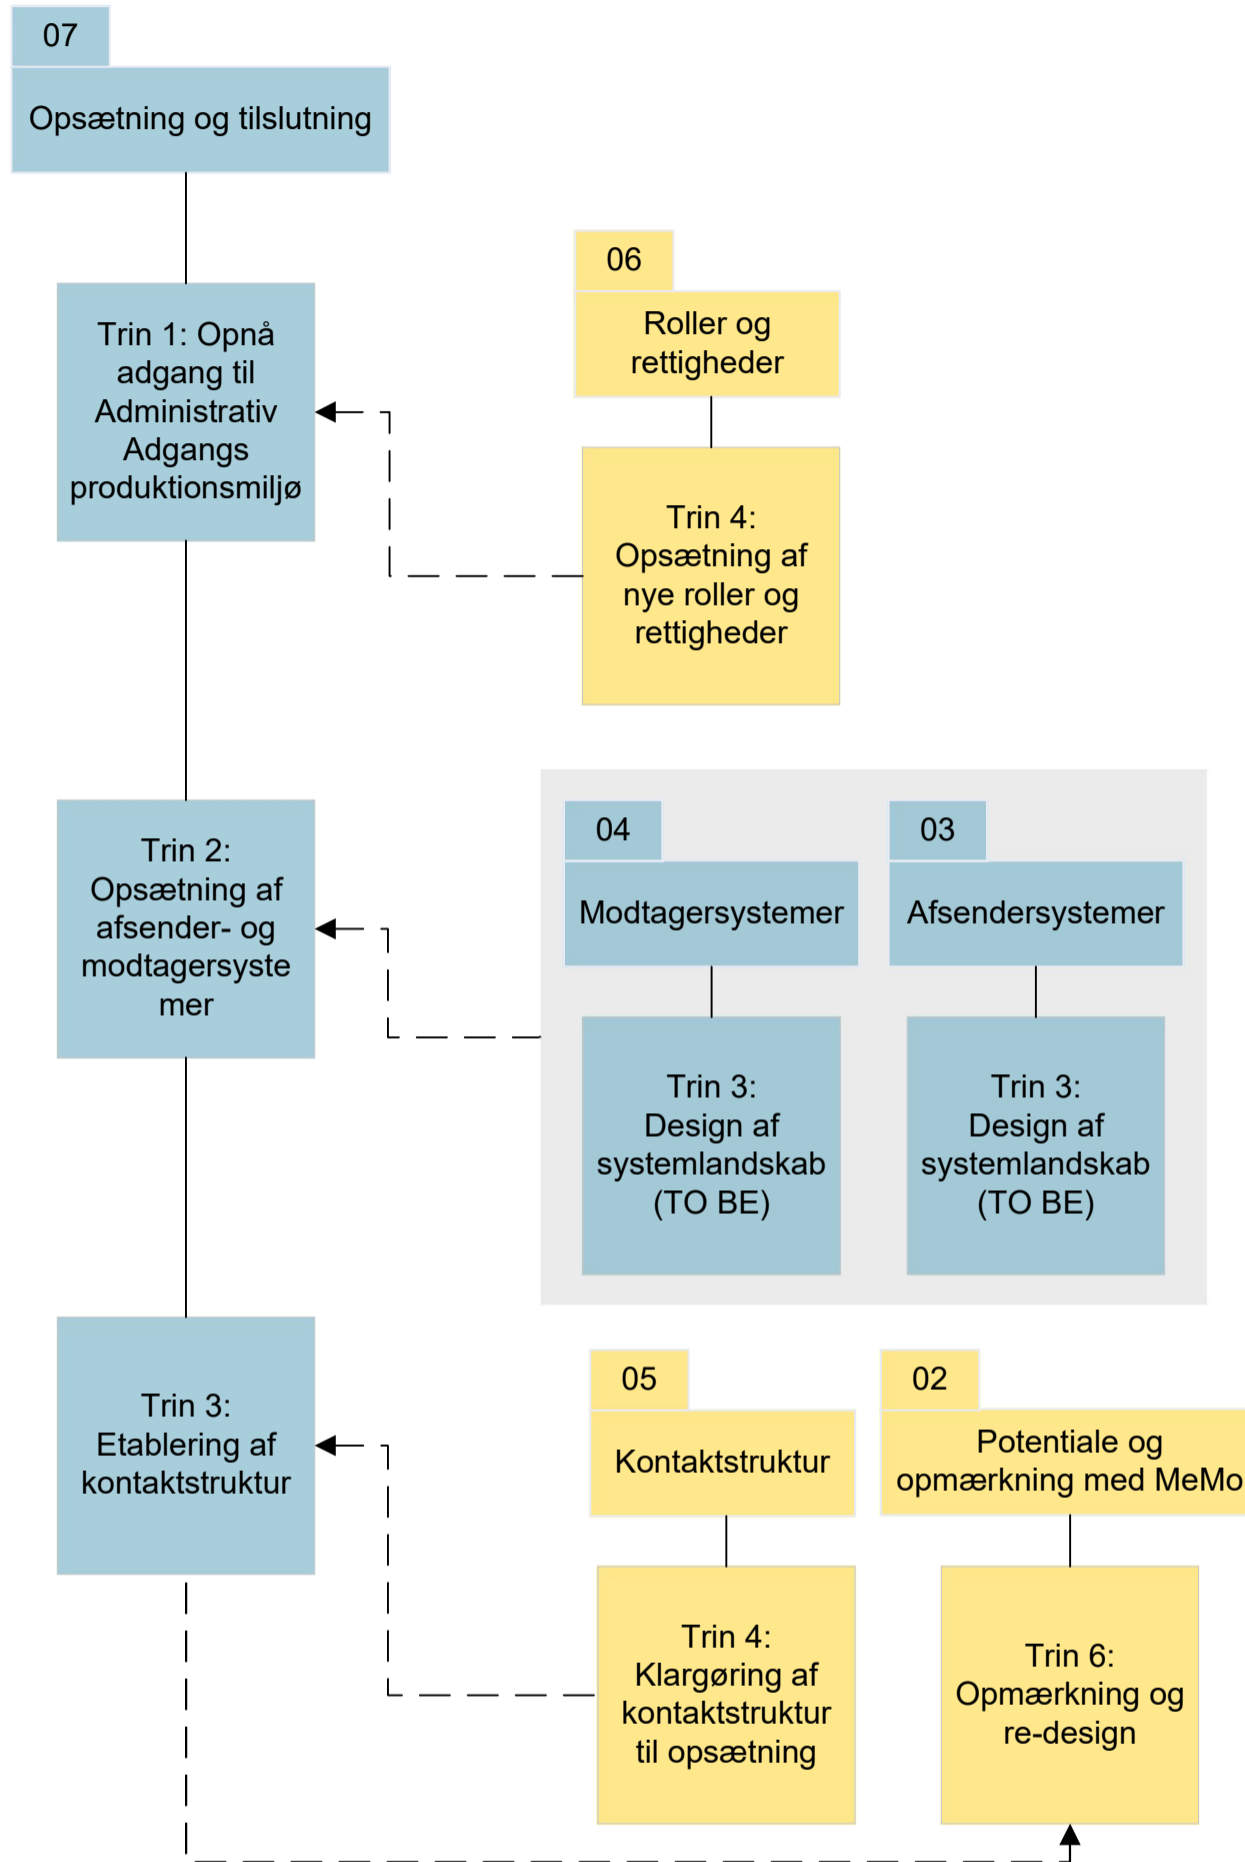 07
Opsætning og tilslutning
Trin 1: Opnå
adgang til
Administrativ
Adgangs
produktionsmiljø
06
Roller og
rettigheder
Trin 4:
Opsætning af
nye roller og
rettigheder
Trin 2:
Opsætning af
afsender- og
modtagersyste
mer
04
Modtagersystemer
Trin 3:
Design af
systemlandskab
(TO BE)
03
Afsendersystemer
Trin 3:
Design af
systemlandskab
(TO BE)
Trin 3:
Etablering af
kontaktstruktur
05
Kontaktstruktur
Trin 4:
Klargøring af
kontaktstruktur
til opsætning
02
Potentiale og
opmærkning med MeMo
Trin 6:
Opmærkning og
re-design